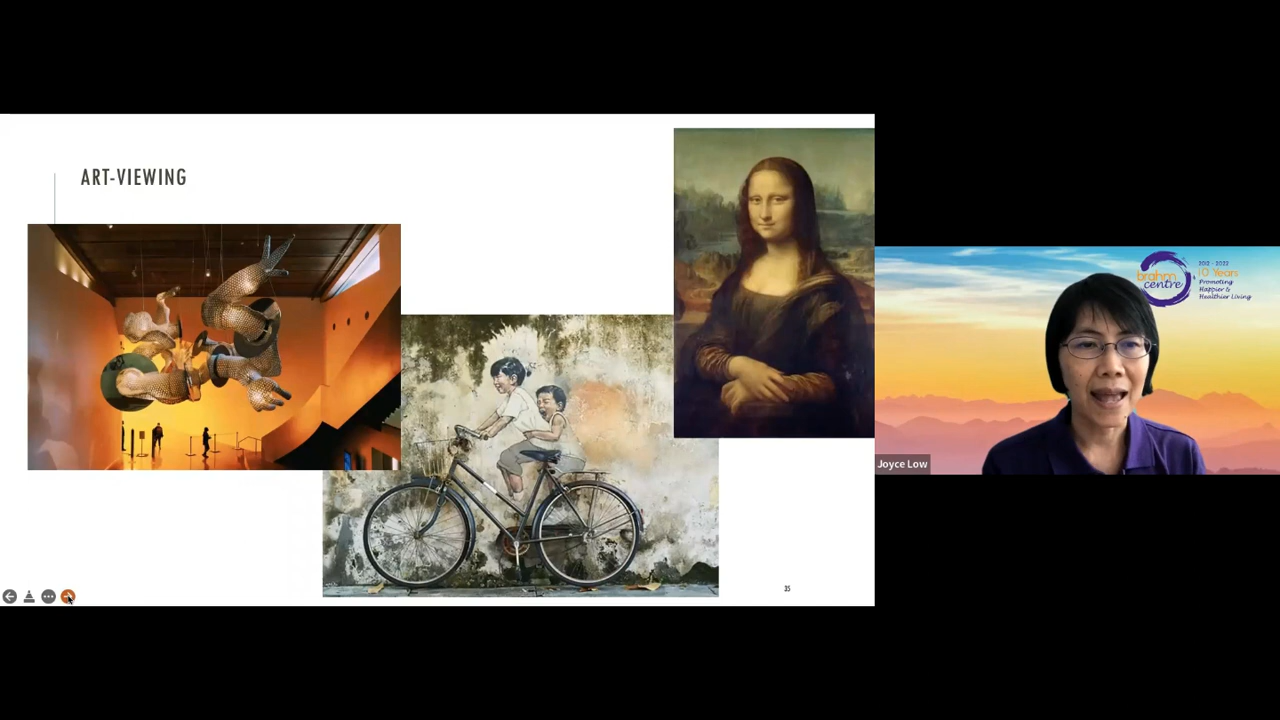 ART-VIEWING
35
brahm
centre
2012 - 2022
10 Years
Promoting
Happier &
Healthier Living
Joyce Low